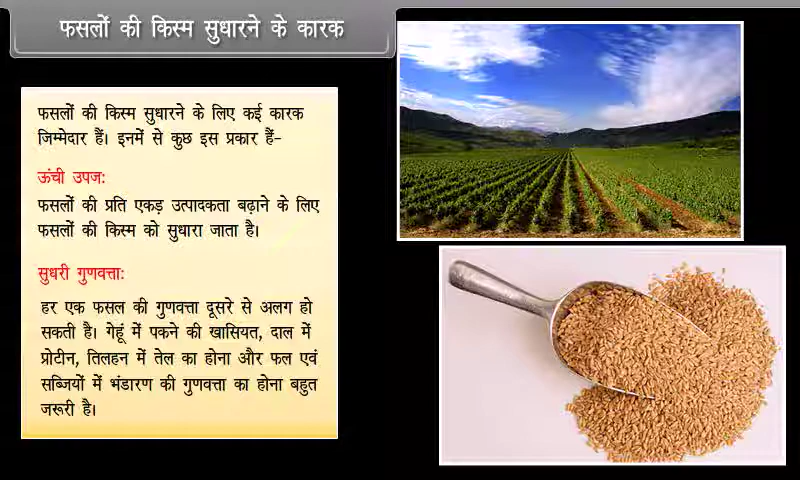 फसलों की किस्म सुधारने के कारक
फसलों की किस्म सुधारने के लिए कई कारक
जिम्मेदार हैं। इनमें से कुछ इस प्रकार हैं-
ऊंची उपजः
फसलों की प्रति एकड़ उत्पादकता बढ़ाने के लिए
फसलों की किस्म को सुधारा जाता है।
सुधरी गुणवत्ताः
हर एक फसल की गुणवत्ता दूसरे से अलग हो
सकती है। गेहूं में पकने की खासियत, दाल में
प्रोटीन, तिलहन में तेल का होना और फल एवं
सब्जियों में भंडारण की गुणवत्ता का होना बहुत
जरूरी है।